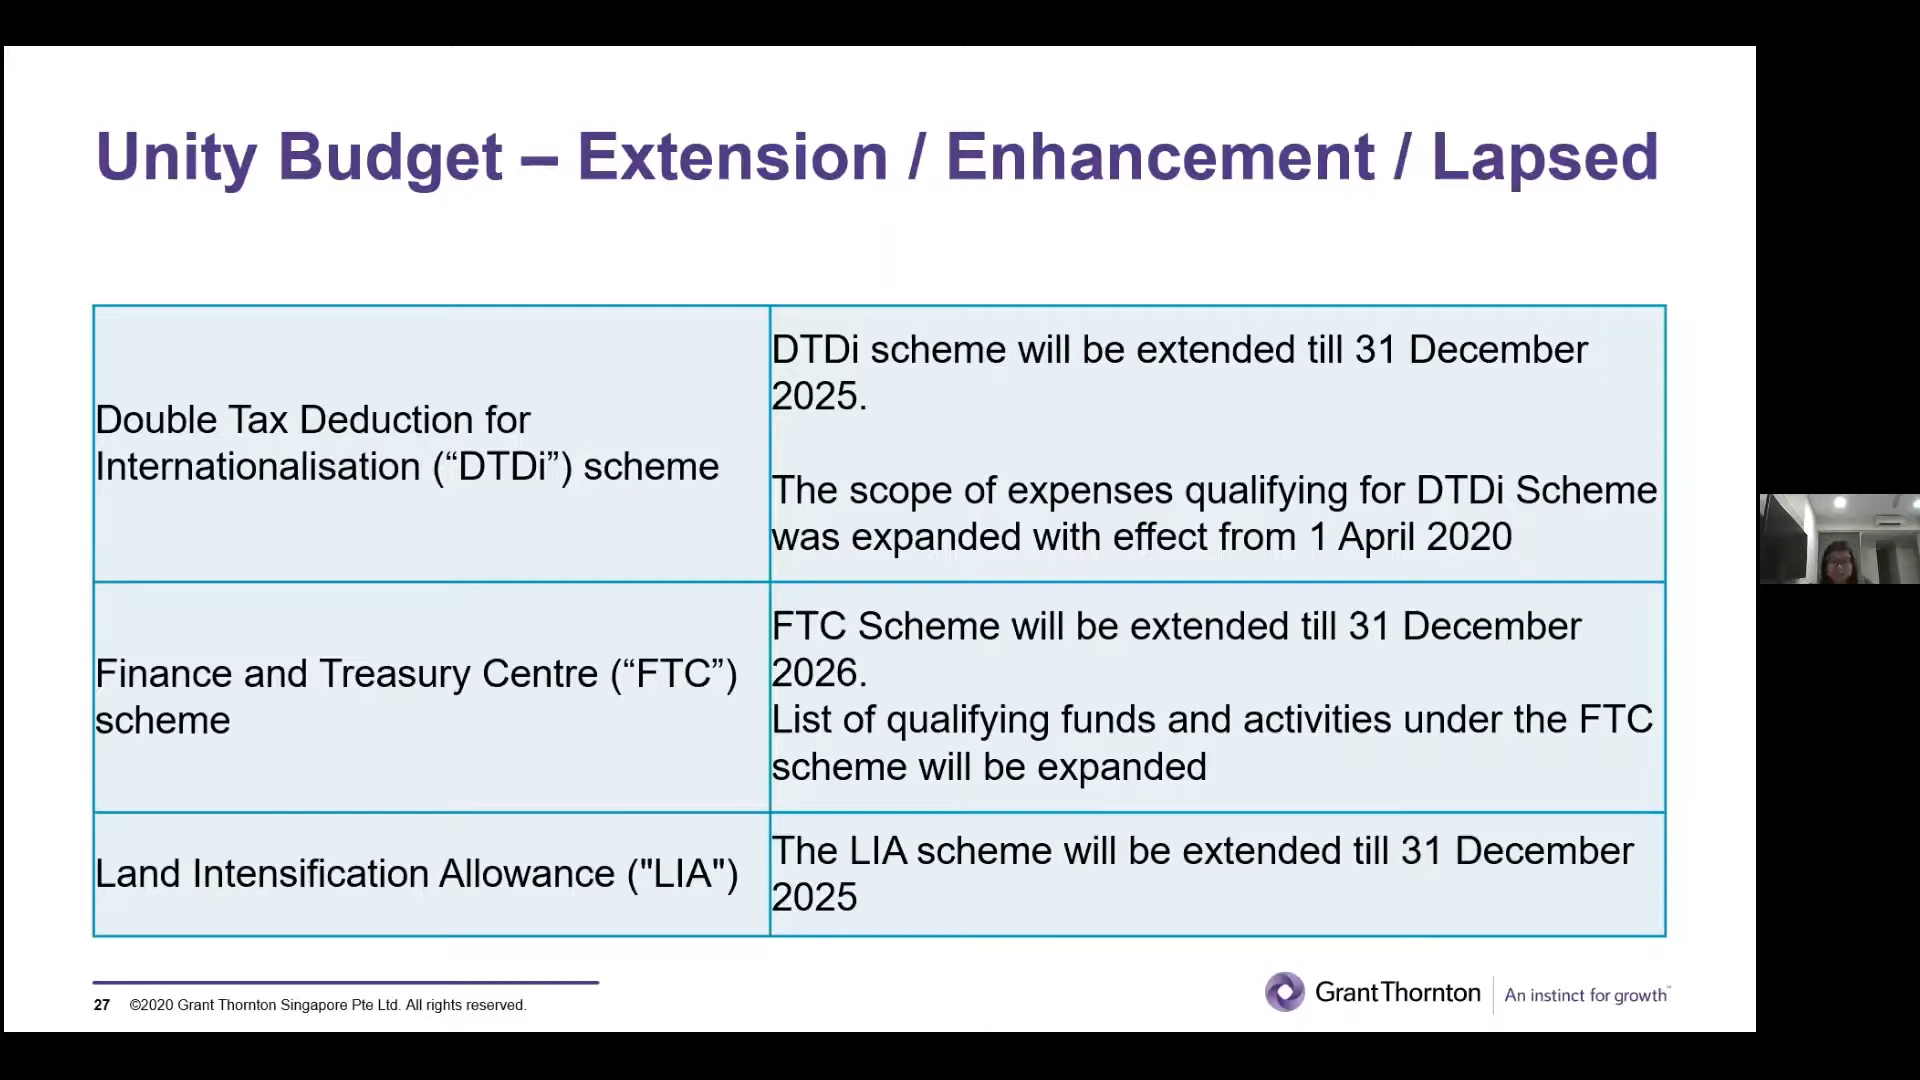 Unity Budget – Extension / Enhancement / Lapsed
Double Tax Deduction for
Internationalisation (“DTDi”) scheme
DTDi scheme will be extended till 31 December
2025.
The scope of expenses qualifying for DTDi Scheme
was expanded with effect from 1 April 2020
Finance and Treasury Centre (“FTC”)
scheme
FTC Scheme will be extended till 31 December
2026.
List of qualifying funds and activities under the FTC
scheme will be expanded
Land Intensification Allowance ("LIA")
The LIA scheme will be extended till 31 December
2025
27 ©2020 Grant Thornton Singapore Pte Ltd. All rights reserved.
Grant Thornton
An instinct for growth™